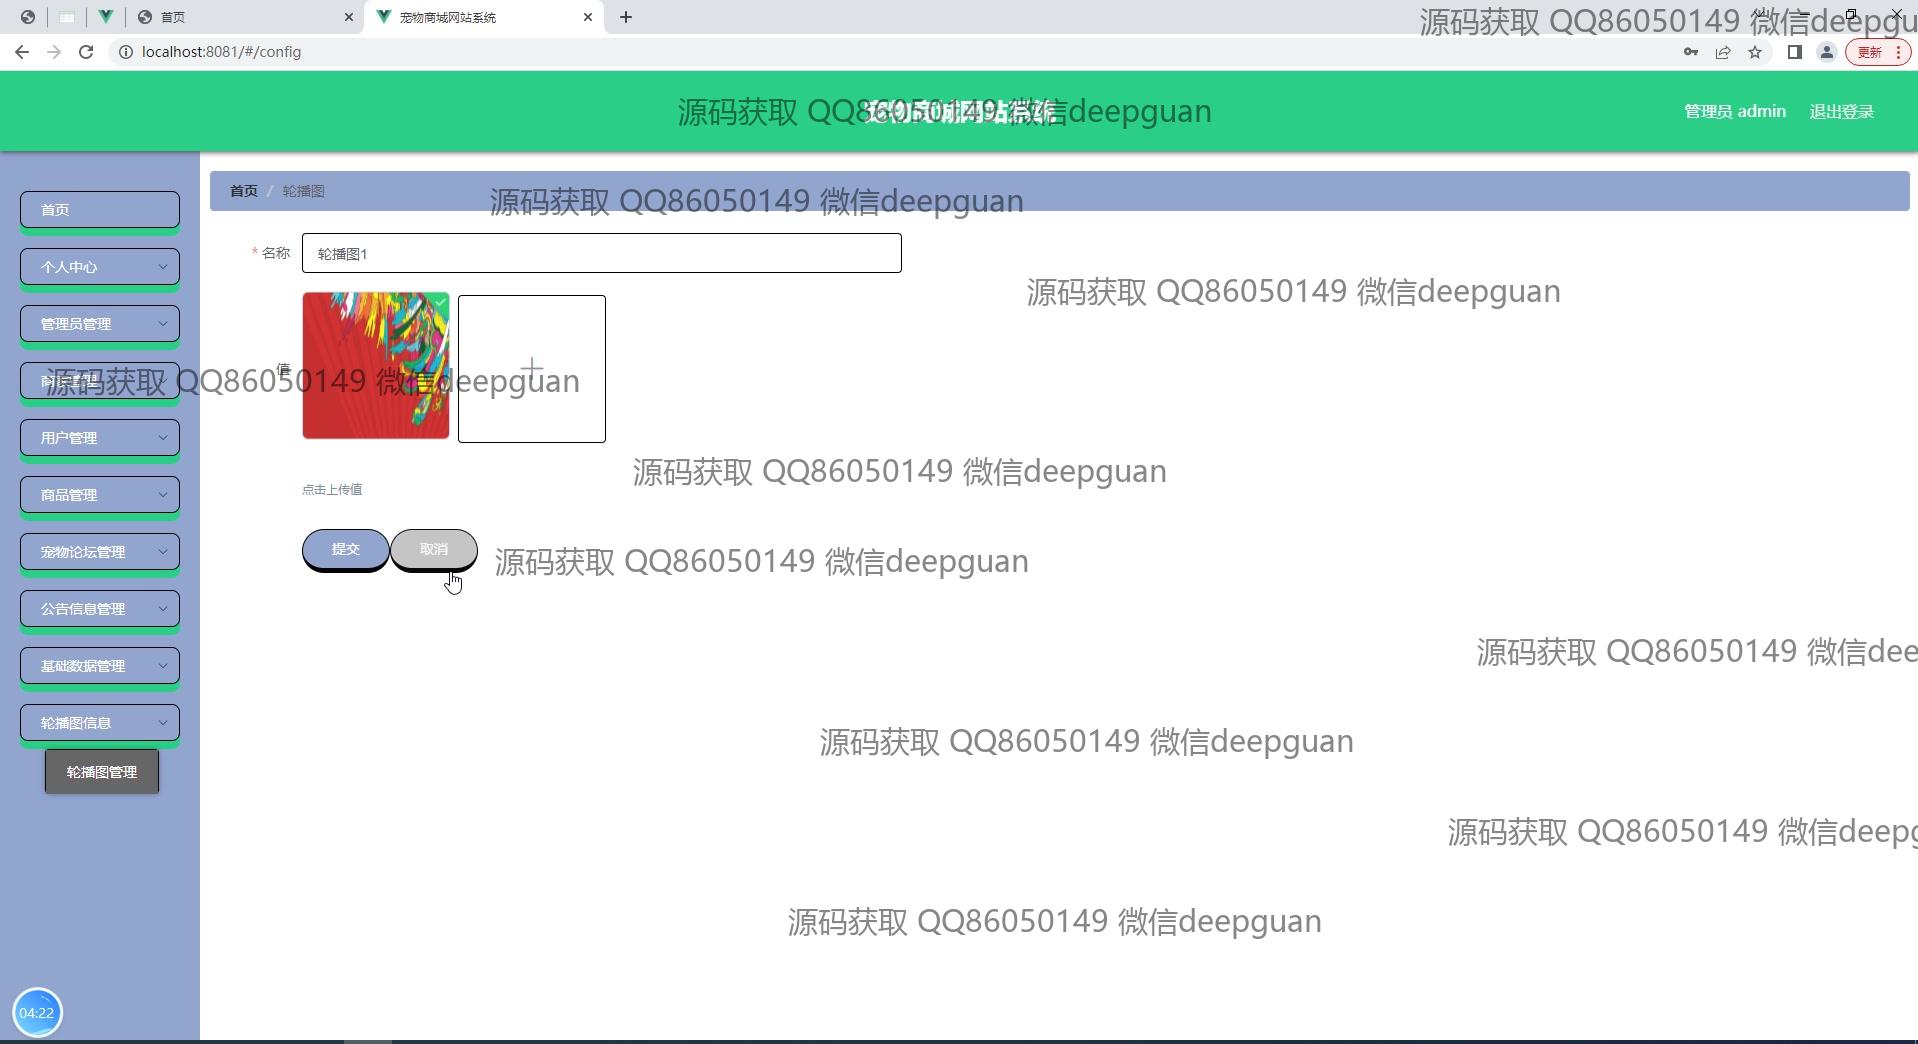 首页
宠物商城网站系统
源码获取 QQ86050149 微信deepgu
localhost:8081/#/config
更新
源码获取 QQ86050149 微信deepguan
宠物商城网站系统
管理员 admin
退出登录
首页 / 轮播图
源码获取 QQ86050149 微信deepguan
首页
* 名称
轮播图1
个人中心
源码获取 QQ86050149 微信deepguan
管理员管理
值
源码获取 QQ86050149 微信deepguan
用户管理
源码获取 QQ86050149 微信deepguan
点击上传值
商品管理
提交
取消
宠物论坛管理
源码获取 QQ86050149 微信deepguan
公告信息管理
源码获取 QQ86050149 微信dee
基础数据管理
轮播图信息
源码获取 QQ86050149 微信deepguan
轮播图管理
源码获取 QQ86050149 微信deepg
源码获取 QQ86050149 微信deepguan
04:22